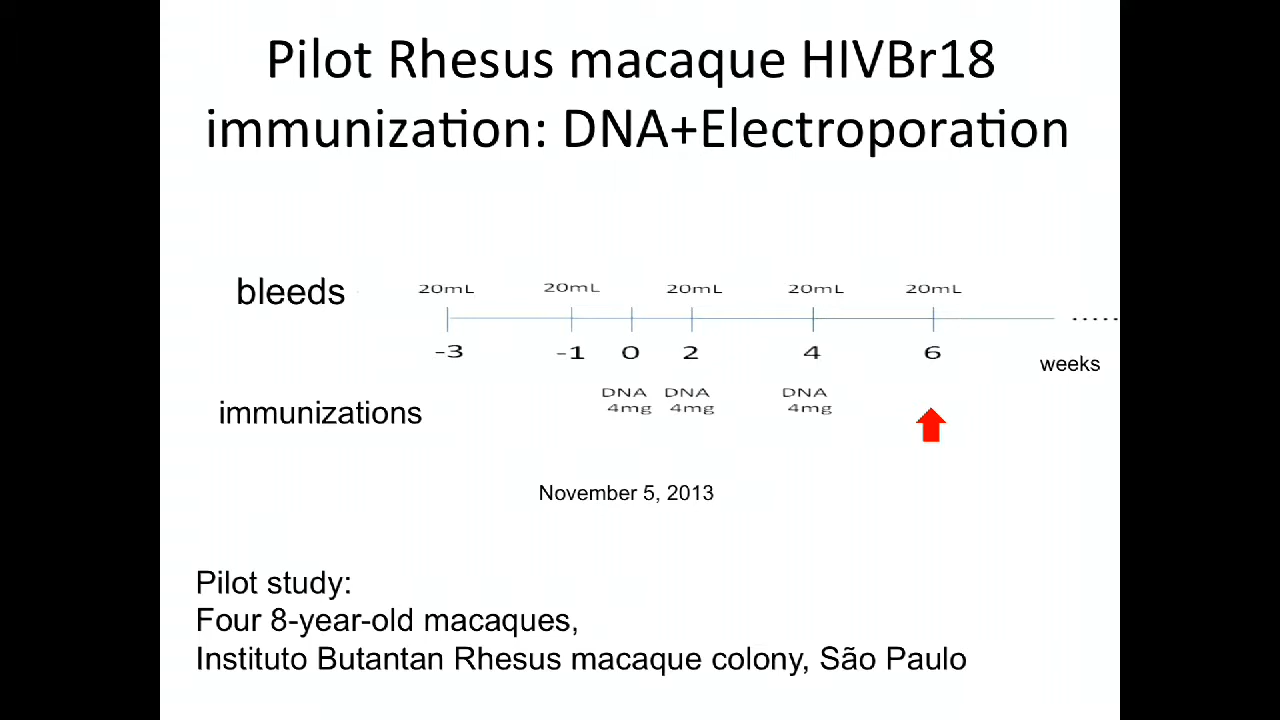 Pilot Rhesus macaque HIVBr18
immunization: DNA+Electroporation
bleeds
20mL 20mL 20mL 20mL 20mL
-3 -1 0 2 4 6
weeks
immunizations
DNA DNA DNA
4mg 4mg 4mg
November 5, 2013
Pilot study:
Four 8-year-old macaques,
Instituto Butantan Rhesus macaque colony, São Paulo